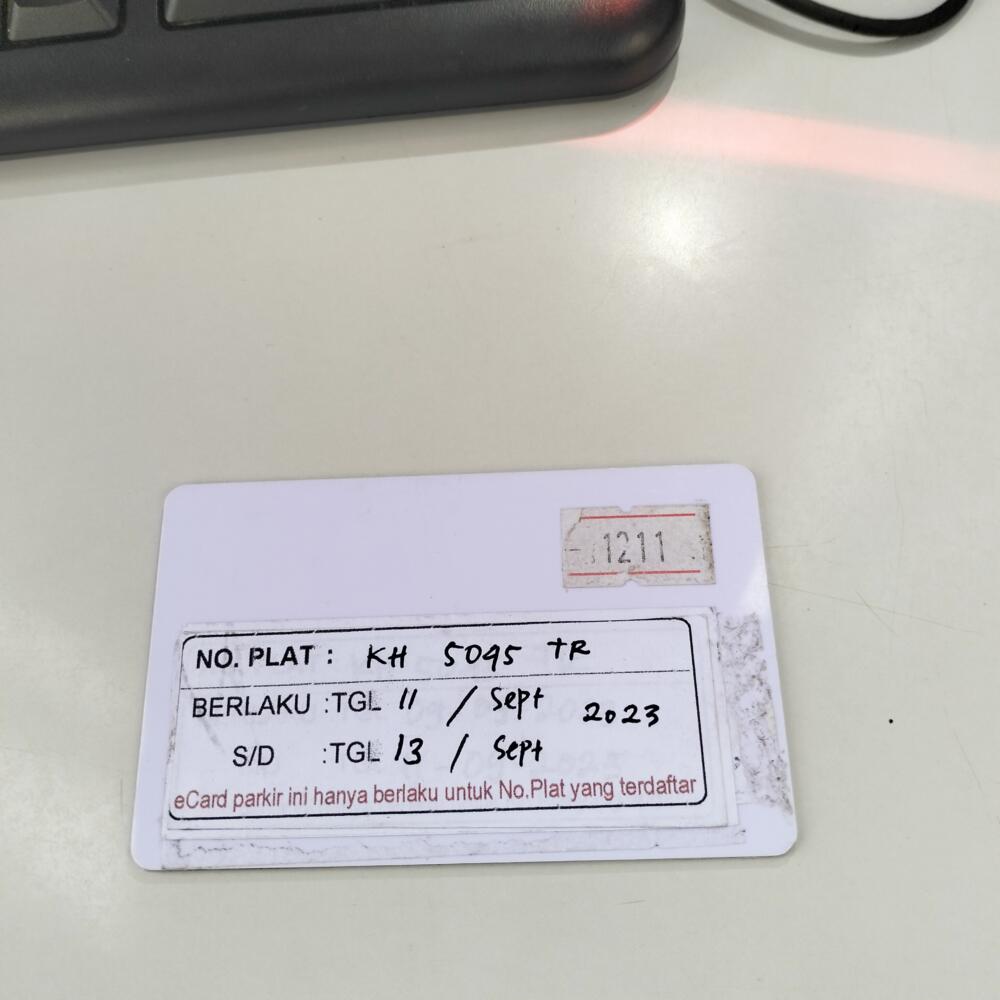 1211
NO. PLAT : KH 5095 TR
BERLAKU :TGL 11 / Sept 2023
S/D :TGL 13 / Sept
eCard parkir ini hanya berlaku untuk No.Plat yang terdaftar